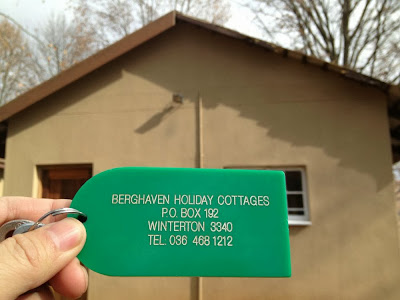 BERGHAVEN HOLIDAY COTTAGES
P.O. BOX 192
WINTERTON 3340
TEL: 036 468 1212